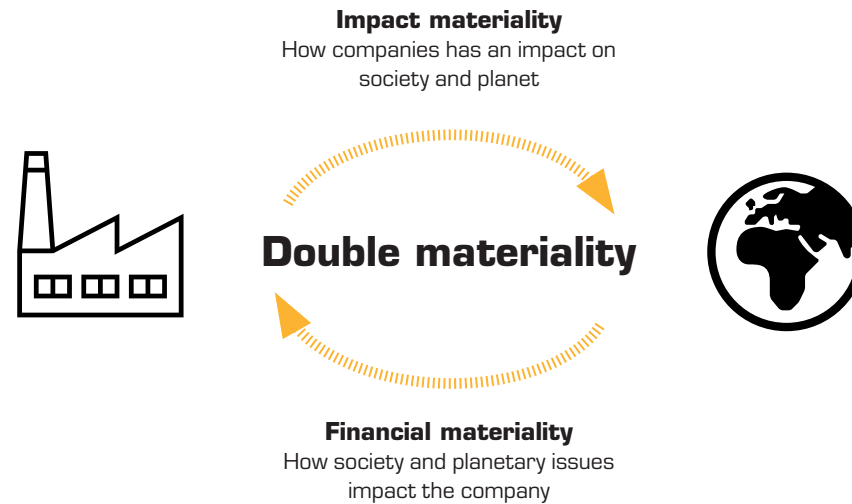 Impact materiality
How companies has an impact on
society and planet
Double materiality
Financial materiality
How society and planetary issues
impact the company